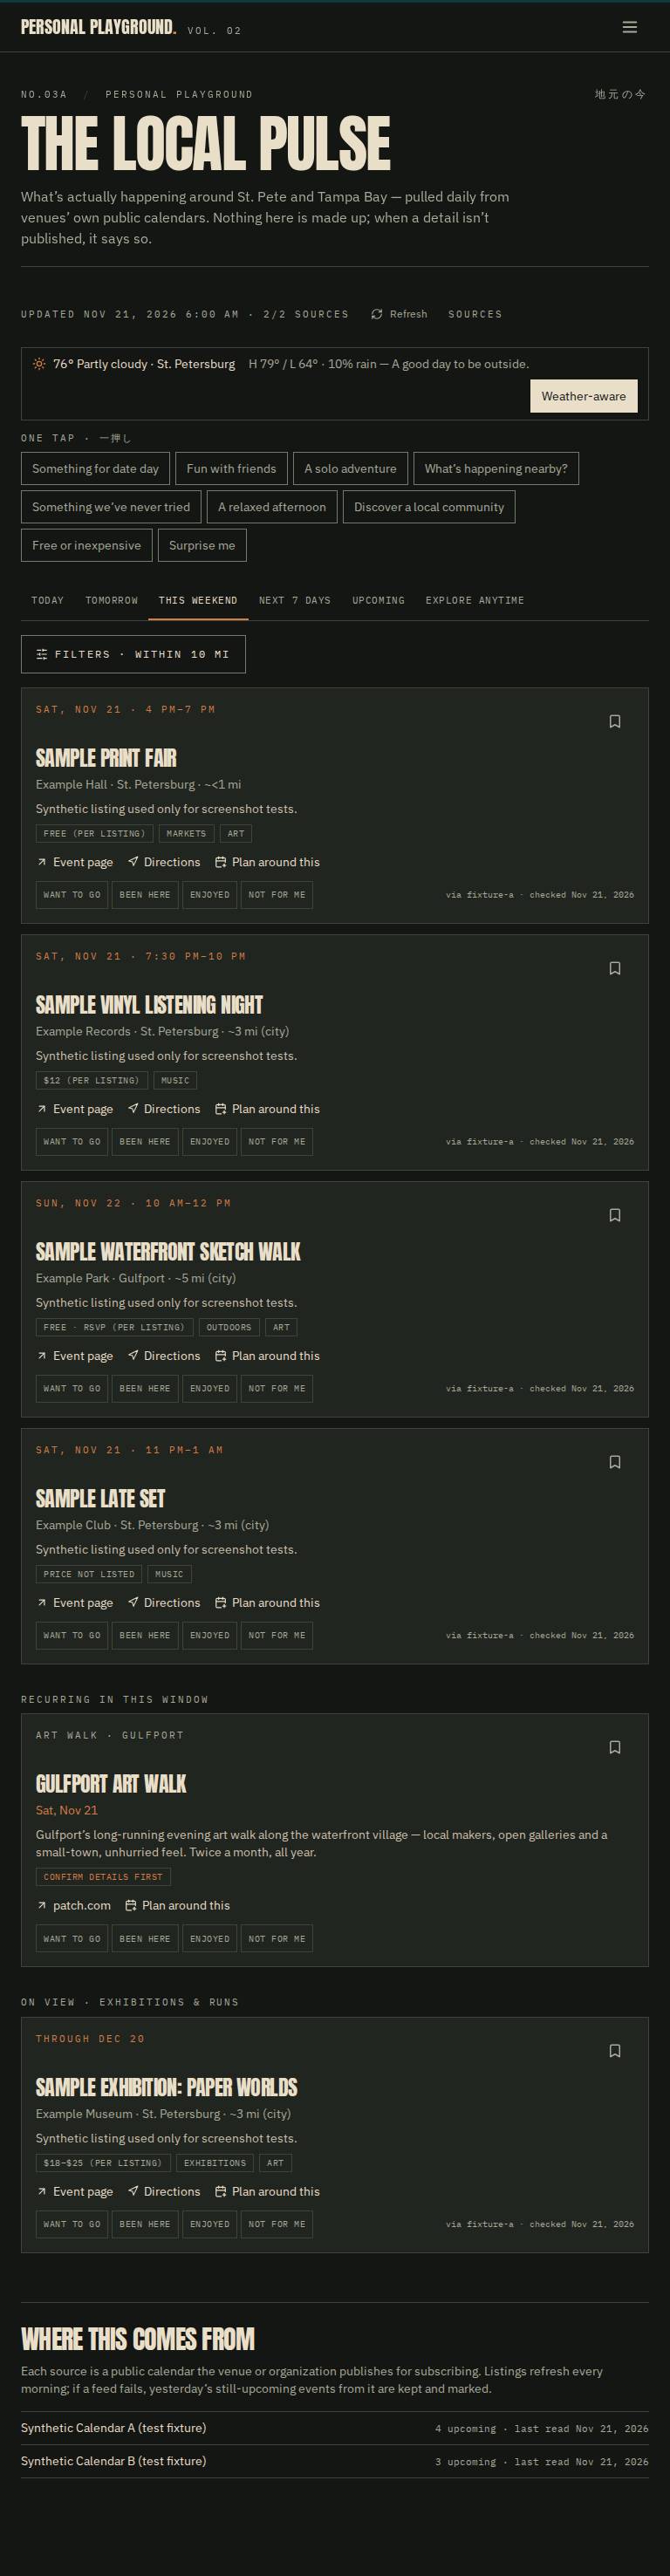 PERSONAL PLAYGROUND. VOL. 02
NO.03A / PERSONAL PLAYGROUND 地元の今
THE LOCAL PULSE
What’s actually happening around St. Pete and Tampa Bay — pulled daily from
venues’ own public calendars. Nothing here is made up; when a detail isn’t
published, it says so.
UPDATED NOV 21, 2026 6:00 AM · 2/2 SOURCES Refresh SOURCES
76° Partly cloudy · St. Petersburg H 79° / L 64° · 10% rain — A good day to be outside.
Weather-aware
ONE TAP · 一押し
Something for date day Fun with friends A solo adventure What’s happening nearby?
Something we’ve never tried A relaxed afternoon Discover a local community
Free or inexpensive Surprise me
TODAY TOMORROW THIS WEEKEND NEXT 7 DAYS UPCOMING EXPLORE ANYTIME
FILTERS · WITHIN 10 MI
SAT, NOV 21 · 4 PM–7 PM
SAMPLE PRINT FAIR
Example Hall · St. Petersburg · ~<1 mi
Synthetic listing used only for screenshot tests.
FREE (PER LISTING) MARKETS ART
Event page Directions Plan around this
WANT TO GO BEEN HERE ENJOYED NOT FOR ME via fixture-a · checked Nov 21, 2026
SAT, NOV 21 · 7:30 PM–10 PM
SAMPLE VINYL LISTENING NIGHT
Example Records · St. Petersburg · ~3 mi (city)
Synthetic listing used only for screenshot tests.
$12 (PER LISTING) MUSIC
Event page Directions Plan around this
WANT TO GO BEEN HERE ENJOYED NOT FOR ME via fixture-a · checked Nov 21, 2026
SUN, NOV 22 · 10 AM–12 PM
SAMPLE WATERFRONT SKETCH WALK
Example Park · Gulfport · ~5 mi (city)
Synthetic listing used only for screenshot tests.
FREE · RSVP (PER LISTING) OUTDOORS ART
Event page Directions Plan around this
WANT TO GO BEEN HERE ENJOYED NOT FOR ME via fixture-a · checked Nov 21, 2026
SAT, NOV 21 · 11 PM–1 AM
SAMPLE LATE SET
Example Club · St. Petersburg · ~3 mi (city)
Synthetic listing used only for screenshot tests.
PRICE NOT LISTED MUSIC
Event page Directions Plan around this
WANT TO GO BEEN HERE ENJOYED NOT FOR ME via fixture-a · checked Nov 21, 2026
RECURRING IN THIS WINDOW
ART WALK · GULFPORT
GULFPORT ART WALK
Sat, Nov 21
Gulfport’s long-running evening art walk along the waterfront village — local makers, open galleries and a
small-town, unhurried feel. Twice a month, all year.
CONFIRM DETAILS FIRST
patch.com Plan around this
WANT TO GO BEEN HERE ENJOYED NOT FOR ME
ON VIEW · EXHIBITIONS & RUNS
THROUGH DEC 20
SAMPLE EXHIBITION: PAPER WORLDS
Example Museum · St. Petersburg · ~3 mi (city)
Synthetic listing used only for screenshot tests.
$18–$25 (PER LISTING) EXHIBITIONS ART
Event page Directions Plan around this
WANT TO GO BEEN HERE ENJOYED NOT FOR ME via fixture-a · checked Nov 21, 2026
WHERE THIS COMES FROM
Each source is a public calendar the venue or organization publishes for subscribing. Listings refresh every
morning; if a feed fails, yesterday’s still-upcoming events from it are kept and marked.
Synthetic Calendar A (test fixture) 4 upcoming · last read Nov 21, 2026
Synthetic Calendar B (test fixture) 3 upcoming · last read Nov 21, 2026